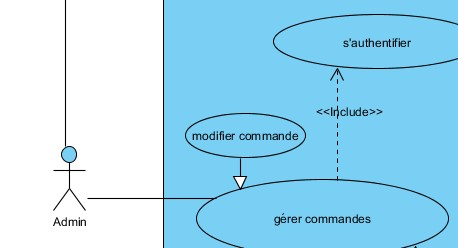 s'authentifier
<<Include>>
modifier commande
gérer commandes
Admin